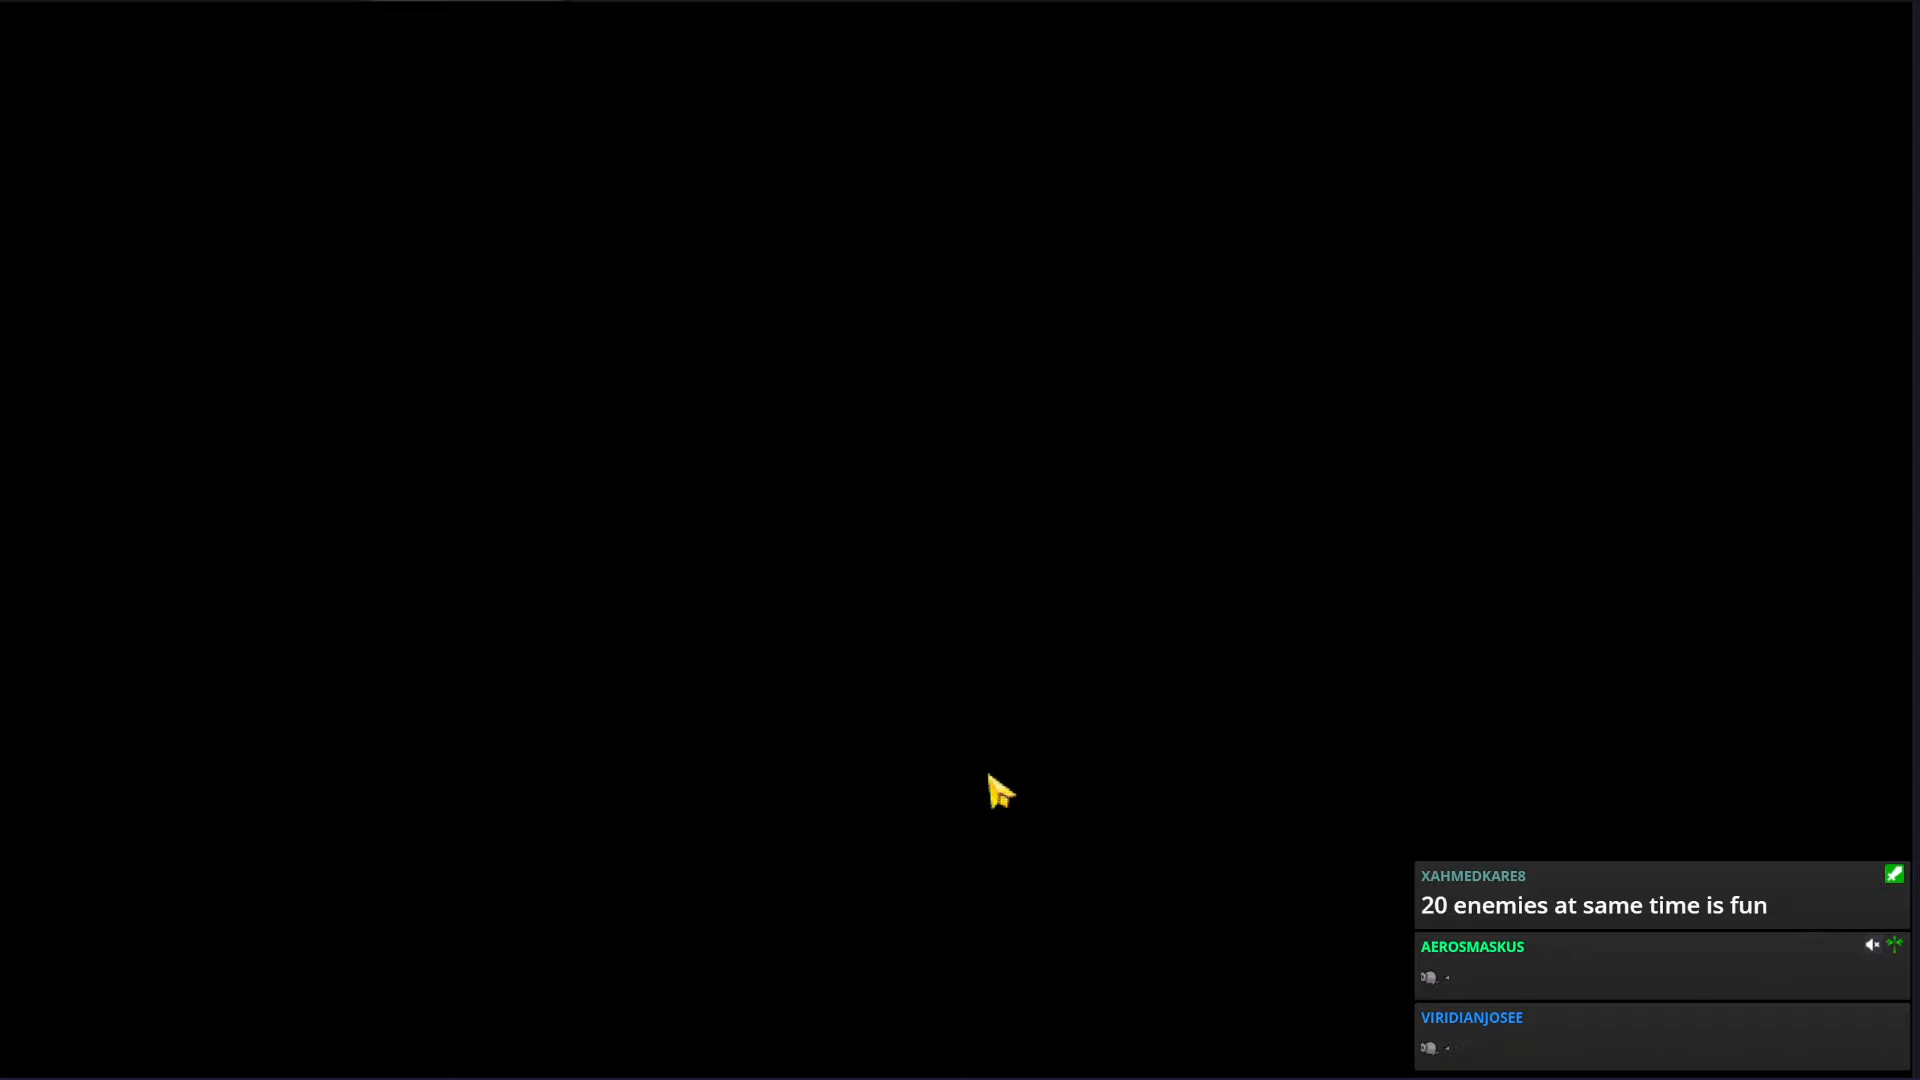 XAHMEDKARE8
20 enemies at same time is fun
AEROSMASKUS
VIRIDIANJOSEE